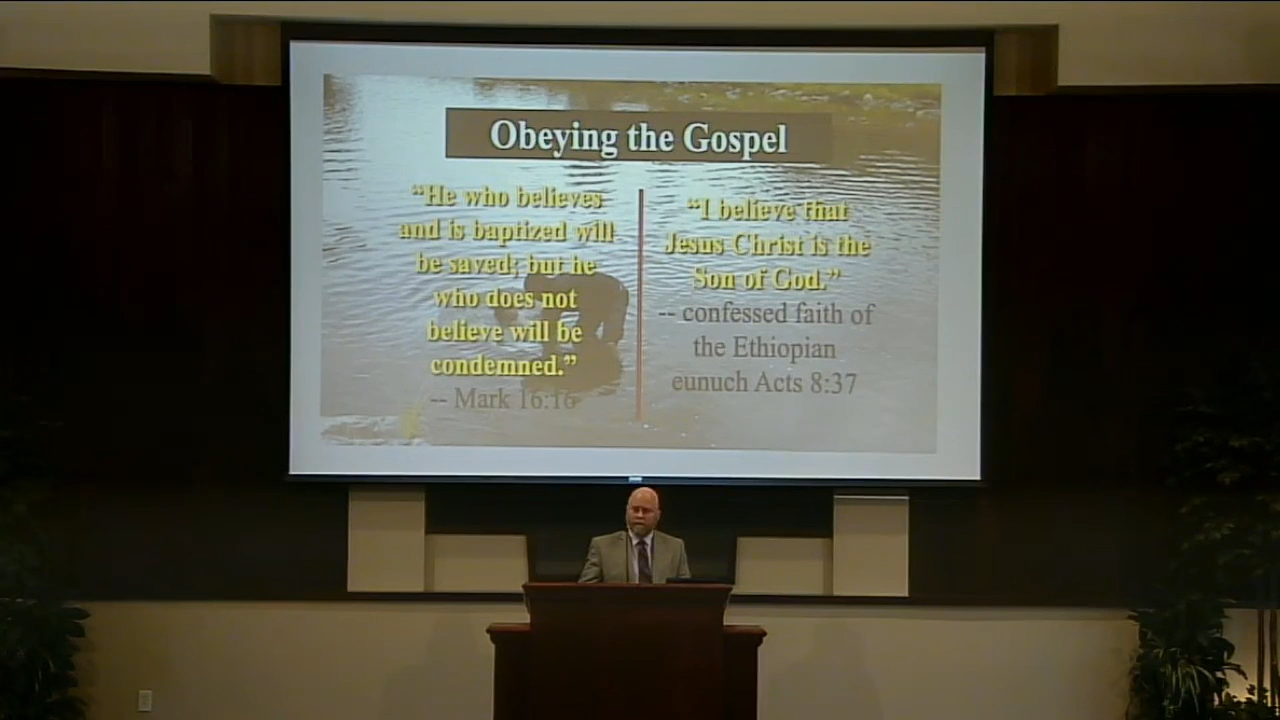 Obeying the Gospel
“He who believes
and is baptized will
be saved; but he
who does not
believe will be
condemned.”
-- Mark 16:16
“I believe that
Jesus Christ is the
Son of God.”
-- confessed faith of
the Ethiopian
eunuch Acts 8:37